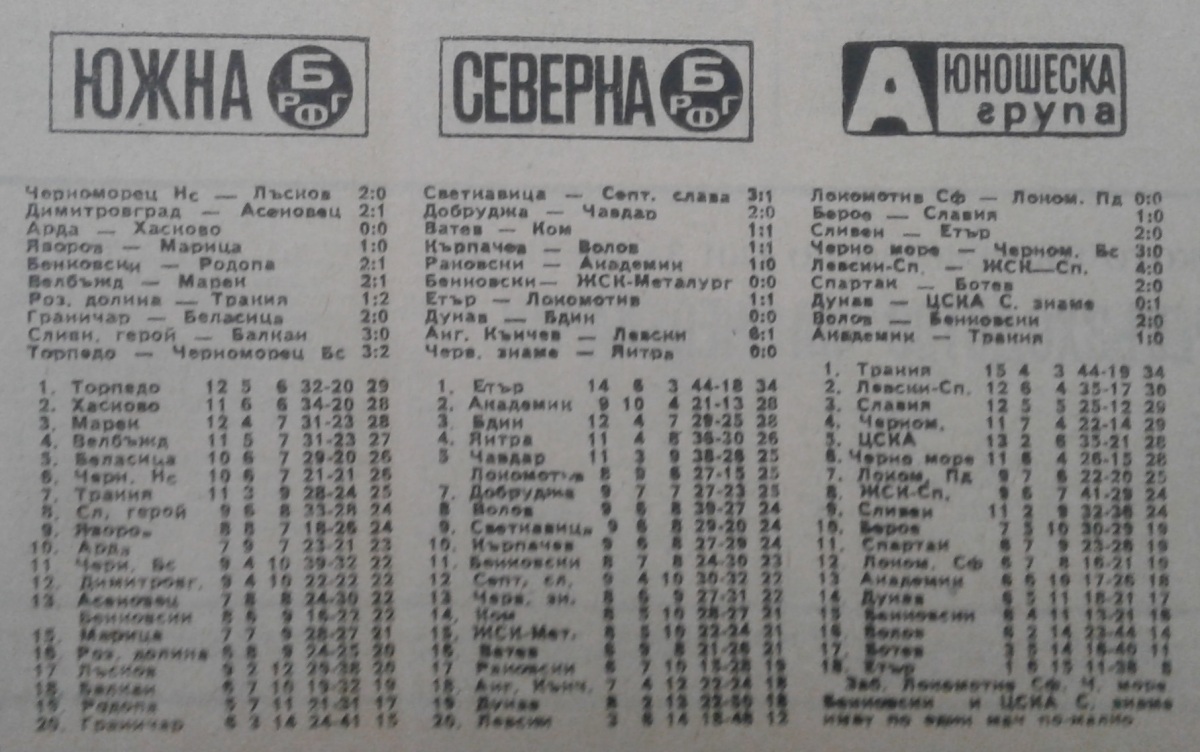 ЮЖНА Б РФГ
Черноморец Нс — Лъсков 2:0
Димитровград — Асеновец 2:1
Арда — Хасково 0:0
Яворов — Марица 1:0
Бенковски — Родопа 2:1
Велбъжд — Марек 2:1
Роз. долина — Тракия 1:2
Граничар — Беласица 2:0
Сливн. герой — Балкан 3:0
Торпедо — Черноморец Бс 3:2
1. Торпедо 12 5 6 32-20 29
2. Хасково 11 6 6 34-20 28
3. Марек 12 4 7 31-23 28
4. Велбъжд 11 5 7 31-23 27
5. Беласица 10 6 7 29-20 26
6. Черн. Нс 10 6 7 21-21 26
7. Тракия 11 3 9 28-24 25
8. Сл. герой 9 6 8 33-28 24
9. Яворов 8 8 7 18-26 24
10. Арда 7 9 7 23-21 23
11 Черн. Бс 9 4 10 39-32 22
12. Димитровг. 9 4 10 22-22 22
13. Асеновец 7 8 8 24-30 22
Бенковски 8 6 9 16-22 22
15. Марица 7 7 9 28-27 21
16. Роз. долина 6 8 9 24-25 20
17 Лъсков 9 2 12 29-38 20
18. Балкан 6 7 10 19-32 19
19. Родопа 5 7 11 21-31 17
20. Граничар 6 3 14 24-41 15
СЕВЕРНА Б РФГ
Светкавица — Септ. слава 3:1
Добруджа — Чавдар 2:0
Ватев — Ком 1:1
Кърпачев — Волов 1:1
Раковски — Академик 1:0
Бенковски — ЖСК-Металург 0:0
Етър — Локомотив 1:1
Дунав — Бдин 0:0
Анг. Кънчев — Левски 6:1
Черв. знаме — Янтра 0:0
1. Етър 14 6 3 44-18 34
2. Академик 9 10 4 21-13 28
3. Бдин 12 4 7 29-25 28
4. Янтра 11 4 8 36-30 26
5 Чавдар 11 3 9 38-26 25
Локомотив 8 9 6 27-15 25
7. Добруджа 9 7 7 27-23 25
8 Волов 9 6 8 39-27 24
9. Светкавица 9 6 8 29-20 24
10. Кърпачев 9 6 8 27-29 24
11. Бенковски 8 7 8 24-30 23
12 Септ. сл. 9 4 10 30-32 22
13 Черв. зн. 8 6 9 27-31 22
14. Ком 8 5 10 28-27 21
15. ЖСК-Мет. 8 5 10 22-24 21
16. Ватев 6 9 8 21-26 21
17 Раковски 6 7 10 18-28 19
18. Анг. Кънч. 7 4 12 22-24 18
19 Дунав 8 2 13 22-30 18
20. Левски 3 6 14 18-48 12
А ЮНОШЕСКА група
Локомотив Сф — Локом. Пд 0:0
Берое — Славия 1:0
Сливен — Етър 2:0
Черно море — Черном. Бс 3:0
Левски-Сп. — ЖСК—Сп. 4:0
Спартак — Ботев 2:0
Дунав — ЦСКА С. знаме 0:1
Волов — Бенковски 2:0
Академик — Тракия 1:0
1. Тракия 15 4 3 44-19 34
2. Левски-Сп. 12 6 4 35-17 30
3. Славия 12 5 5 25-12 29
4. Черном. 11 7 4 22-14 29
5. ЦСКА 13 2 6 35-21 28
6. Черно море 11 6 4 26-15 28
7. Локом. Пд 9 7 6 22-20 25
8. ЖСК-Сп. 9 6 7 41-29 24
9. Сливен 11 2 9 32-36 24
10. Берое 7 5 10 30-29 19
11. Спартак 6 7 9 23-26 19
12. Локом. Сф 6 7 8 16-21 19
13 Академик 6 6 10 17-26 18
14 Дунав 6 5 11 18-21 17
15 Бенковски 6 4 11 13-21 16
16 Волов 6 2 14 23-44 14
17. Ботев 3 5 14 18-40 11
18. Етър 1 6 15 11-38 8
Заб. Локомотив Сф, Ч. море,
Бенковски и ЦСКА С. знаме
имат по един мач по-малко